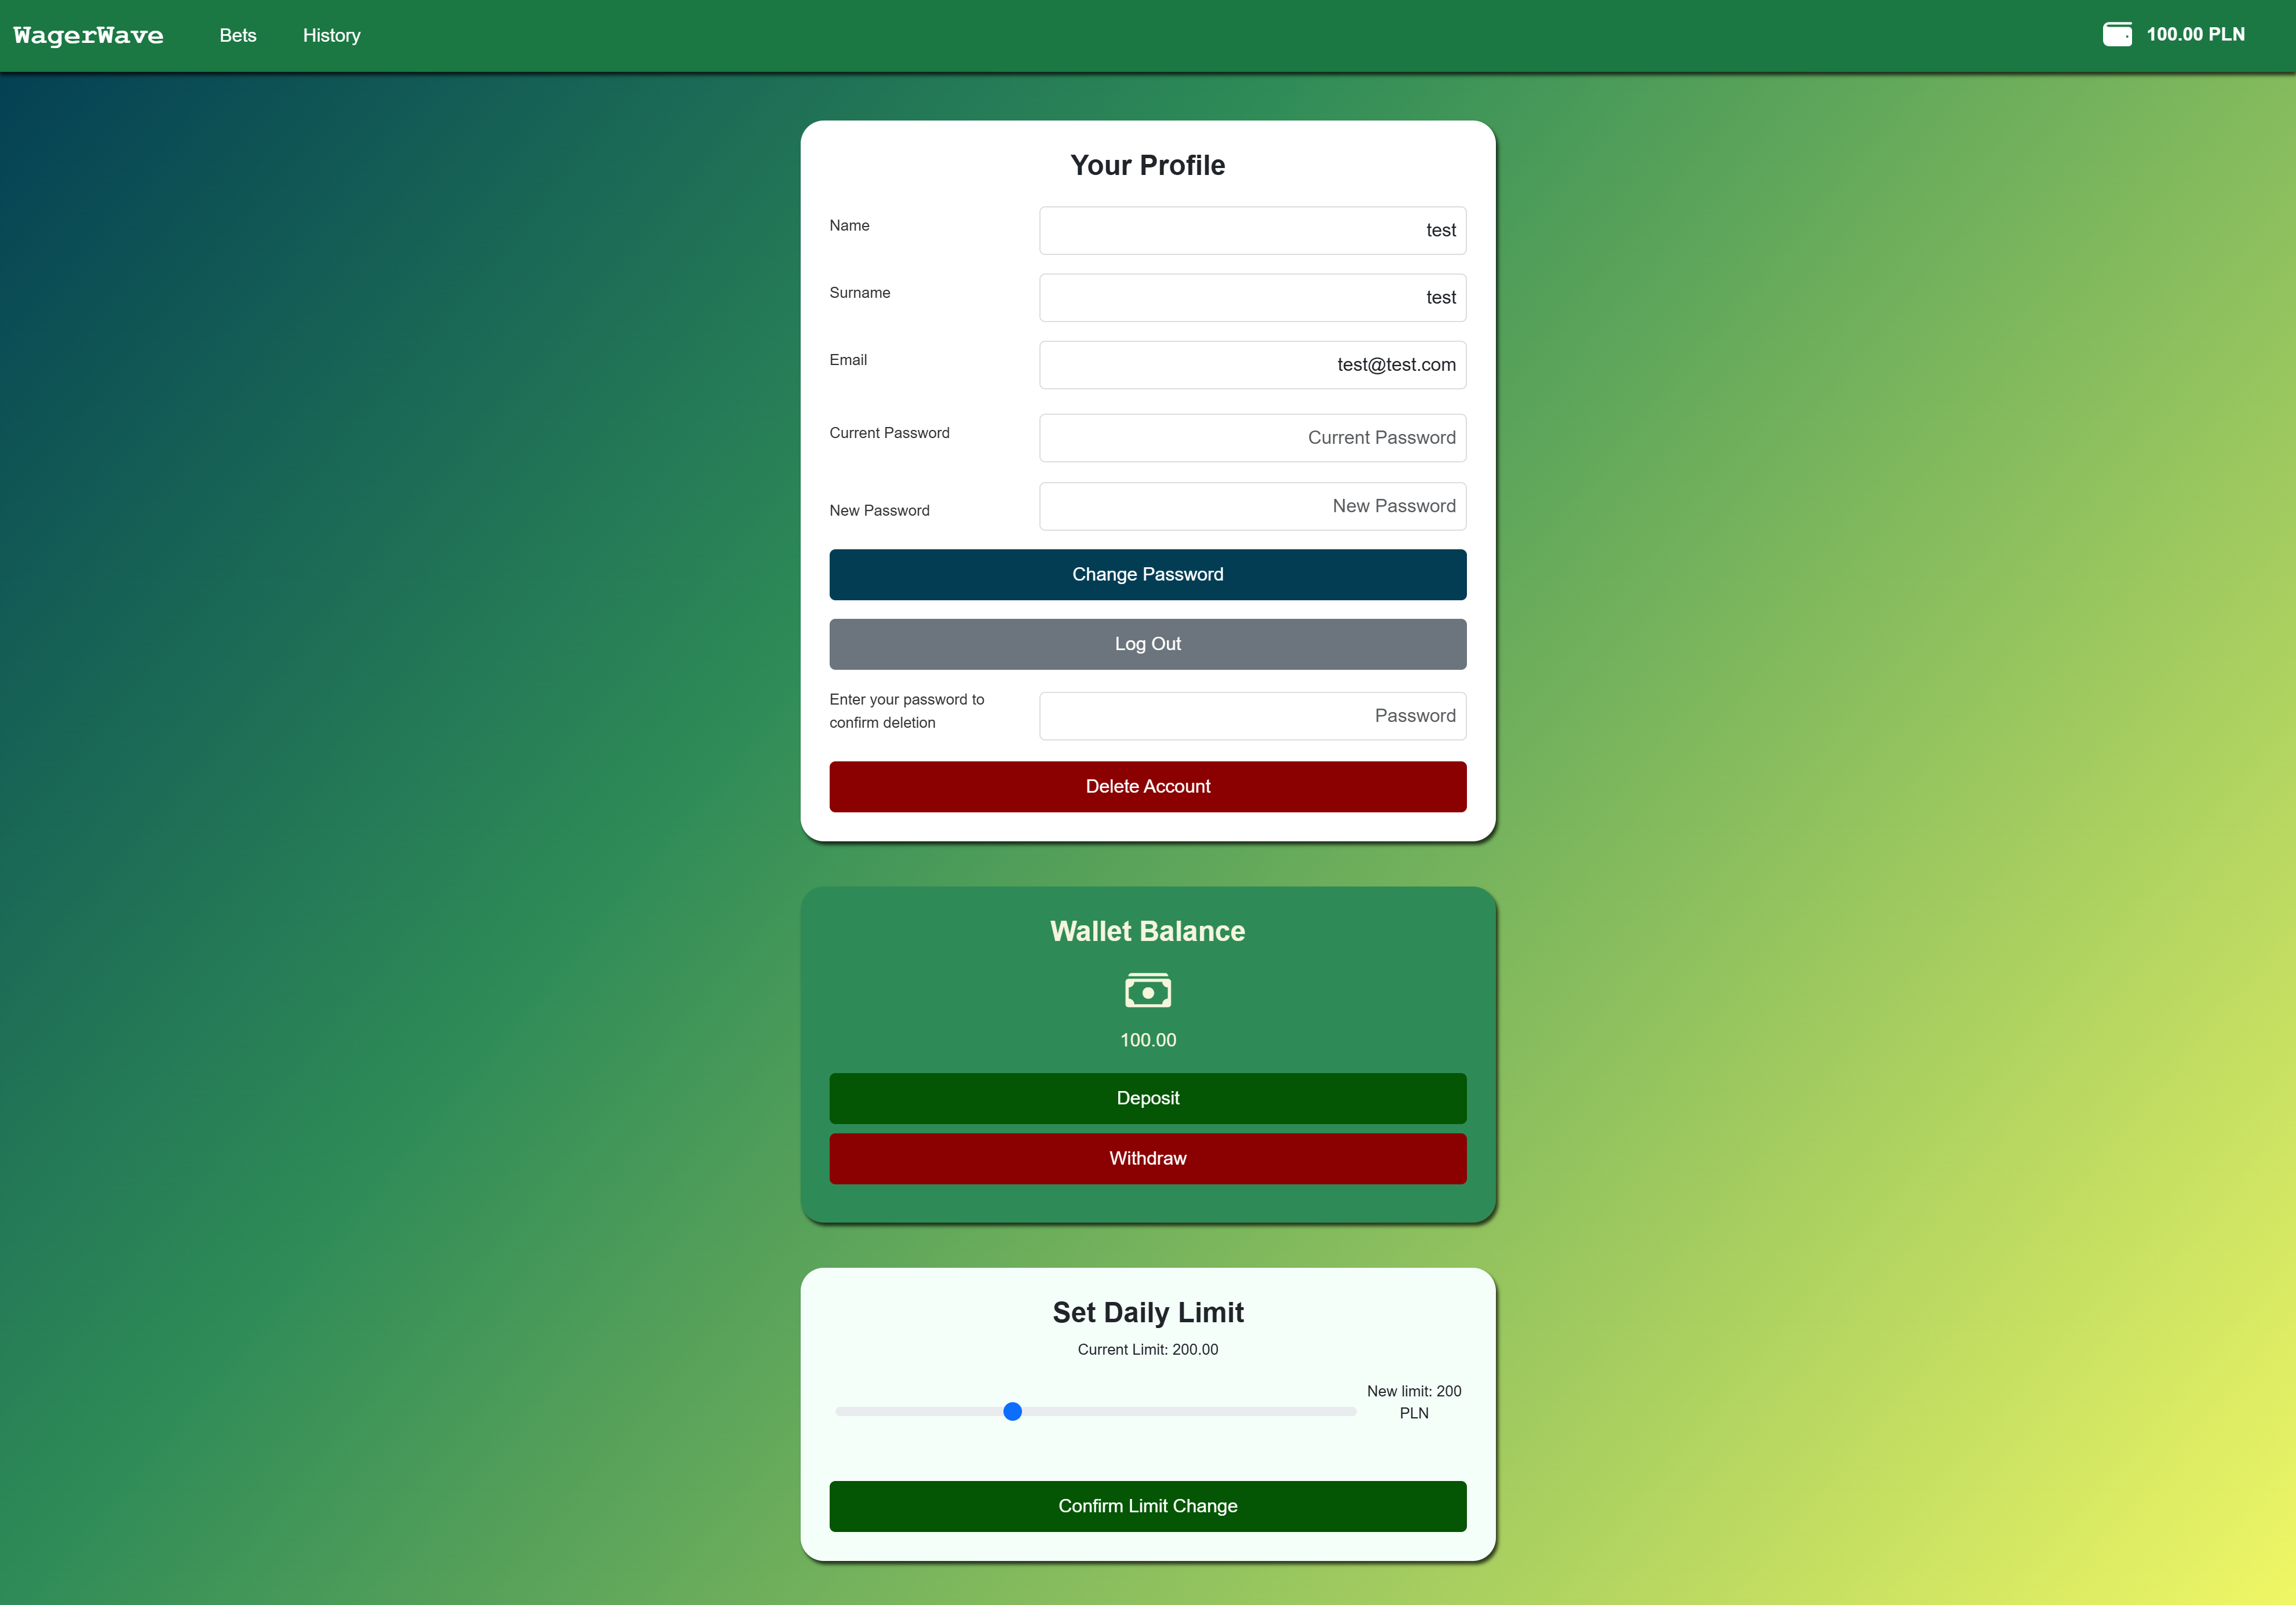 WagerWave Bets History 100.00 PLN
Your Profile
Name test
Surname test
Email test@test.com
Current Password Current Password
New Password New Password
Change Password
Log Out
Enter your password to
confirm deletion
Password
Delete Account
Wallet Balance
100.00
Deposit
Withdraw
Set Daily Limit
Current Limit: 200.00
New limit: 200
PLN
Confirm Limit Change